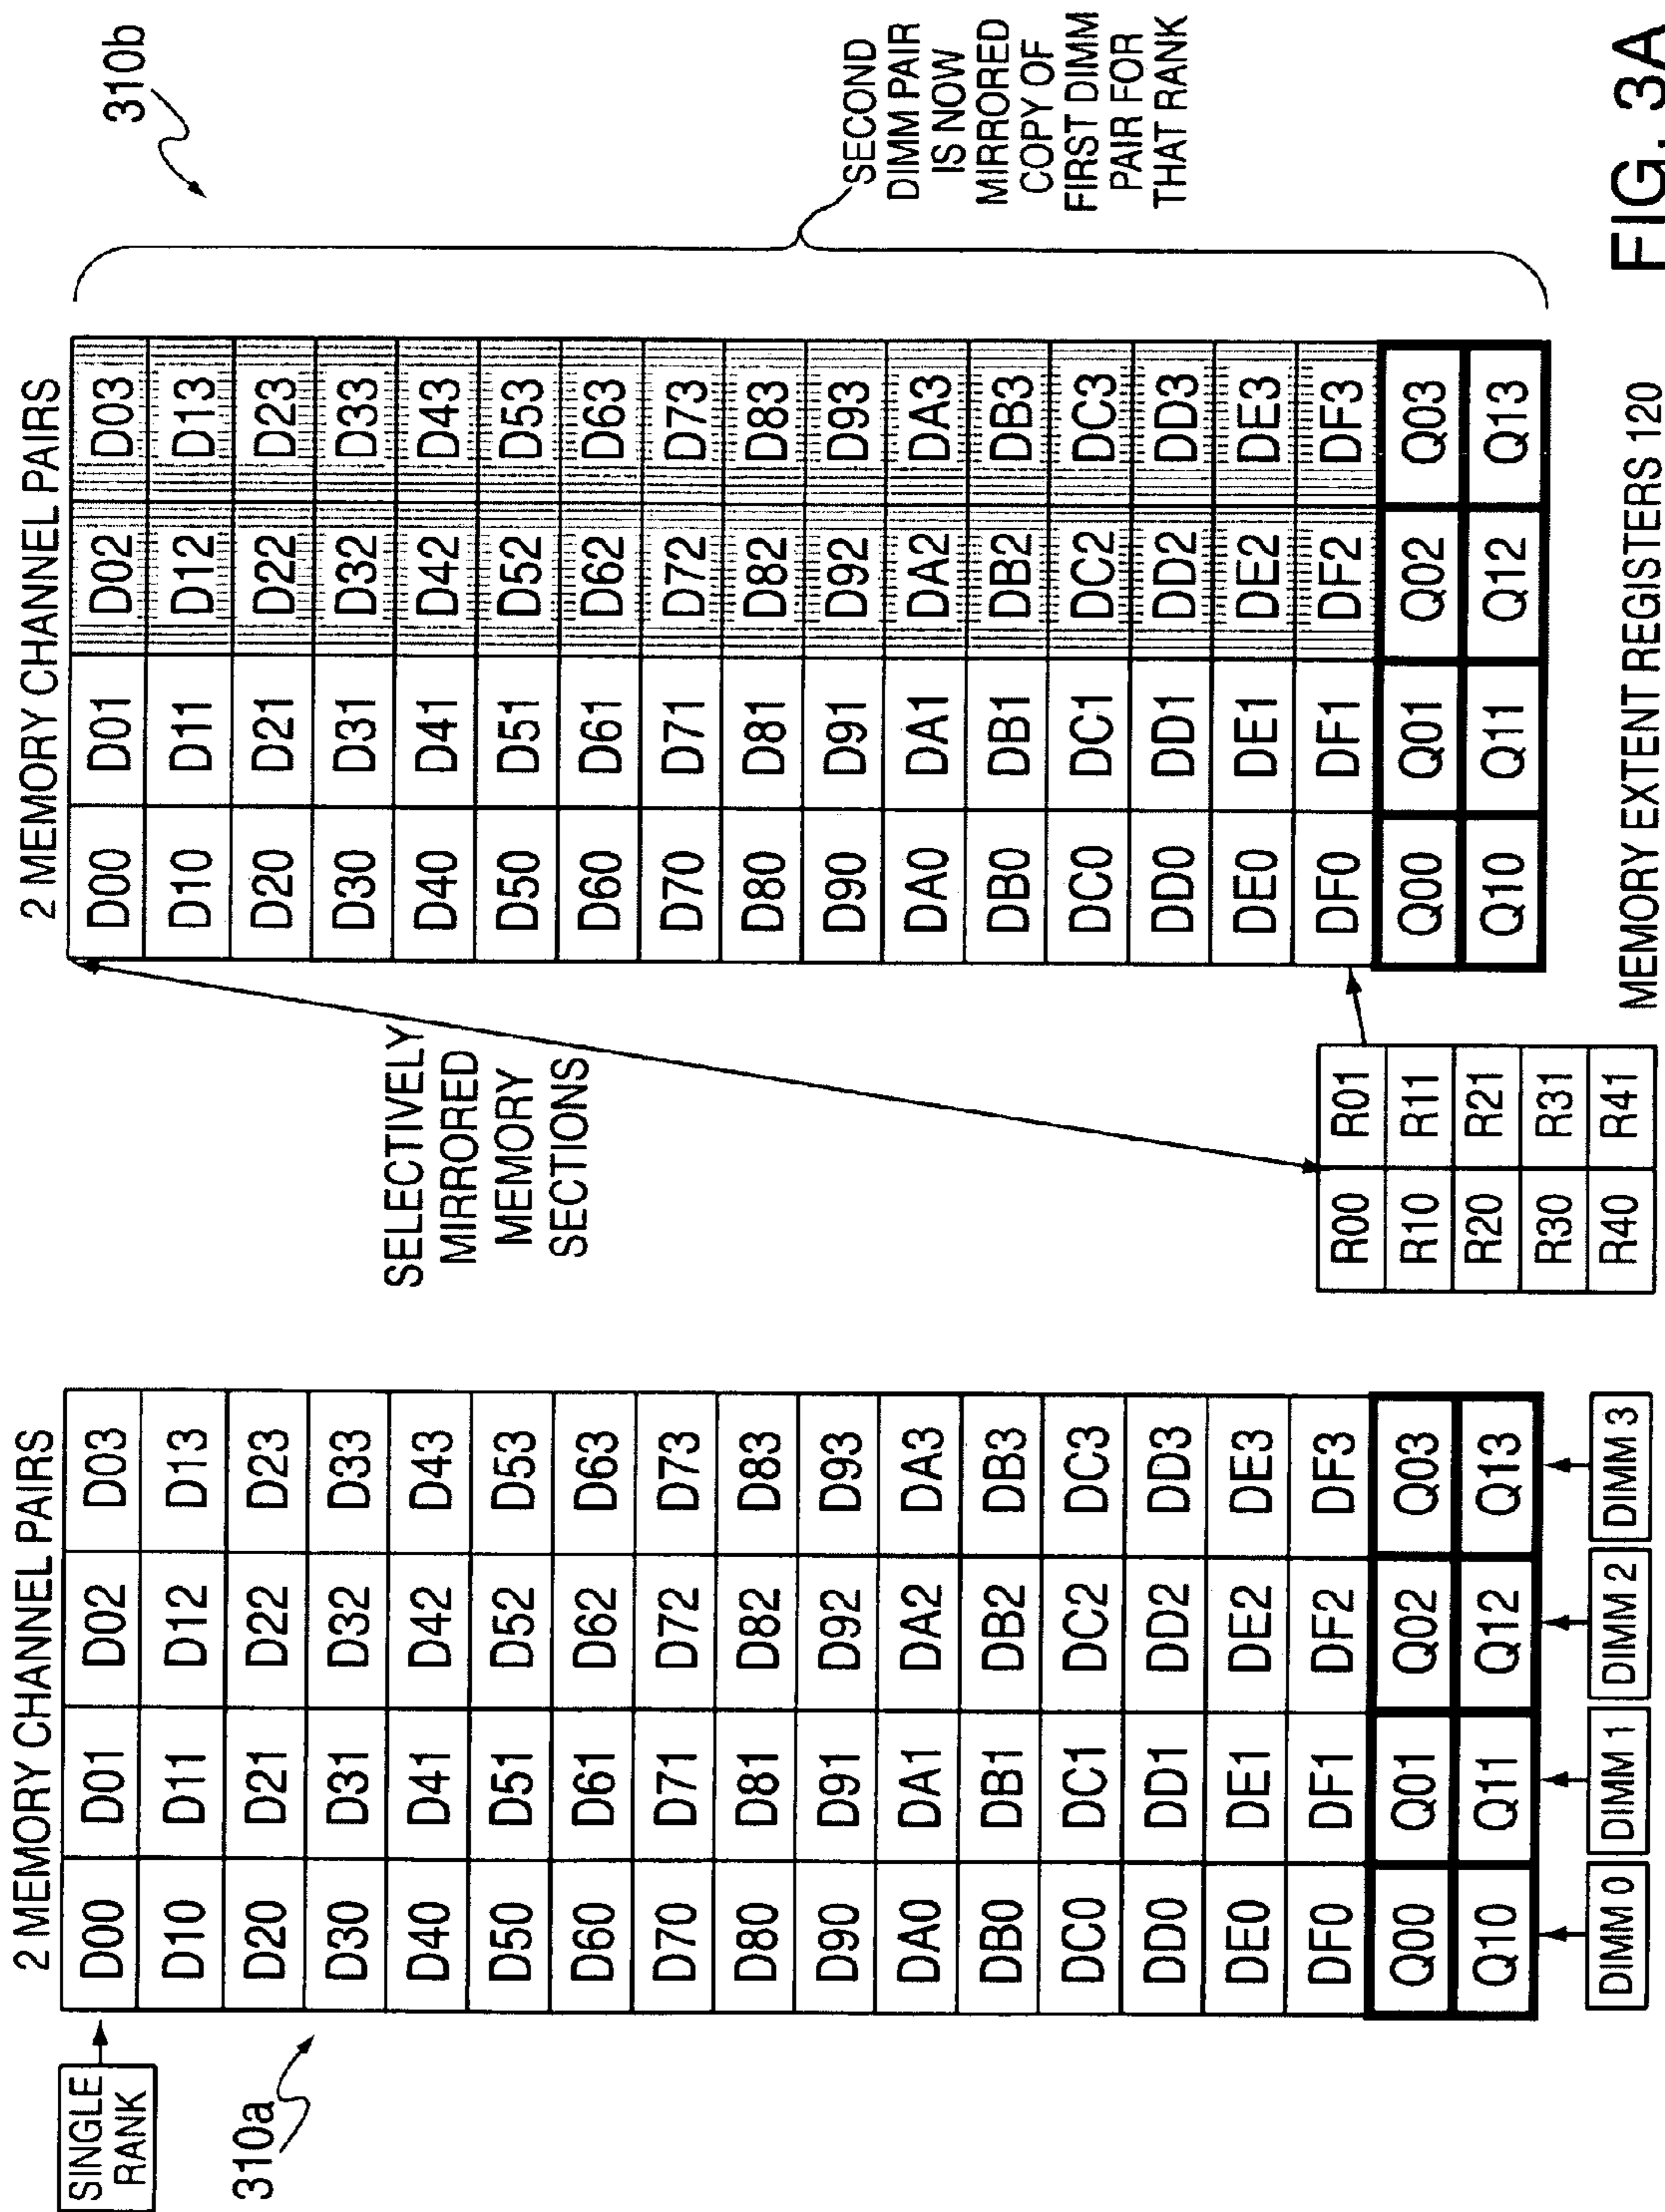 2 MEMORY CHANNEL PAIRS
SINGLE
RANK
310a
D00 D01 D02 D03
D10 D11 D12 D13
D20 D21 D22 D23
D30 D31 D32 D33
D40 D41 D42 D43
D50 D51 D52 D53
D60 D61 D62 D63
D70 D71 D72 D73
D80 D81 D82 D83
D90 D91 D92 D93
DA0 DA1 DA2 DA3
DB0 DB1 DB2 DB3
DC0 DC1 DC2 DC3
DD0 DD1 DD2 DD3
DE0 DE1 DE2 DE3
DF0 DF1 DF2 DF3
Q00 Q01 Q02 Q03
Q10 Q11 Q12 Q13
DIMM 0 DIMM 1 DIMM 2 DIMM 3
SELECTIVELY
MIRRORED
MEMORY
SECTIONS
R00 R01
R10 R11
R20 R21
R30 R31
R40 R41
MEMORY EXTENT REGISTERS 120
2 MEMORY CHANNEL PAIRS
D00 D01 D02 D03
D10 D11 D12 D13
D20 D21 D22 D23
D30 D31 D32 D33
D40 D41 D42 D43
D50 D51 D52 D53
D60 D61 D62 D63
D70 D71 D72 D73
D80 D81 D82 D83
D90 D91 D92 D93
DA0 DA1 DA2 DA3
DB0 DB1 DB2 DB3
DC0 DC1 DC2 DC3
DD0 DD1 DD2 DD3
DE0 DE1 DE2 DE3
DF0 DF1 DF2 DF3
Q00 Q01 Q02 Q03
Q10 Q11 Q12 Q13
310b
SECOND
DIMM PAIR
IS NOW
MIRRORED
COPY OF
FIRST DIMM
PAIR FOR
THAT RANK
FIG. 3A